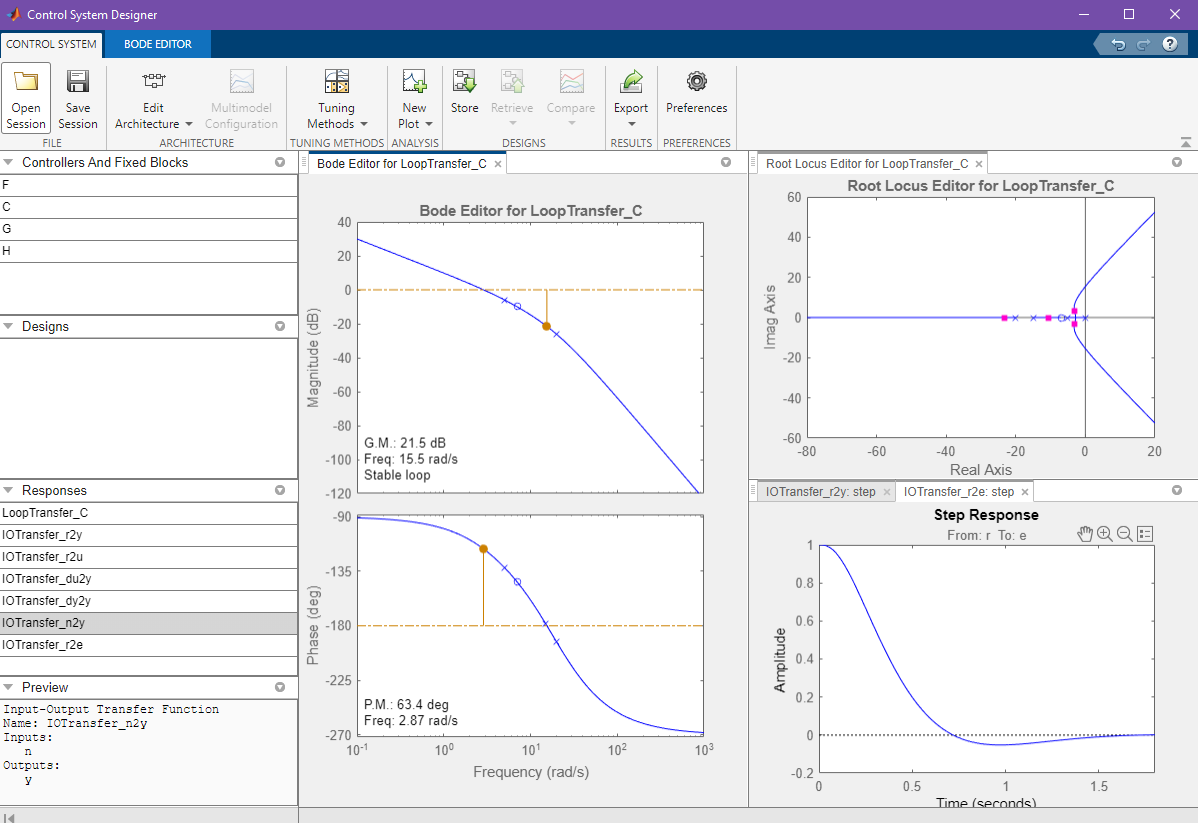 Control System Designer
CONTROL SYSTEM BODE EDITOR
?
Open Session
Save Session
Edit Architecture
Multimodel Configuration
Tuning Methods
New Plot
Store
Retrieve
Compare
Export
Preferences
FILE ARCHITECTURE TUNING METHODS ANALYSIS DESIGNS RESULTS PREFERENCES
Controllers And Fixed Blocks
F
C
G
H
Designs
Responses
LoopTransfer_C
IOTransfer_r2y
IOTransfer_r2u
IOTransfer_du2y
IOTransfer_dy2y
IOTransfer_n2y
IOTransfer_r2e
Preview
Input-Output Transfer Function
Name: IOTransfer_n2y
Inputs:
n
Outputs:
y
Bode Editor for LoopTransfer_C
Bode Editor for LoopTransfer_C
Magnitude (dB)
40
20
0
-20
-40
-60
-80
-100
-120
G.M.: 21.5 dB
Freq: 15.5 rad/s
Stable loop
Phase (deg)
-90
-135
-180
-225
-270
P.M.: 63.4 deg
Freq: 2.87 rad/s
10-1 100 101 102 103
Frequency (rad/s)
Root Locus Editor for LoopTransfer_C
Root Locus Editor for LoopTransfer_C
Imag Axis
60
40
20
0
-20
-40
-60
-80 -60 -40 -20 0 20
Real Axis
IOTransfer_r2y: step IOTransfer_r2e: step
Step Response
From: r To: e
Amplitude
1
0.8
0.6
0.4
0.2
0
-0.2
0 0.5 1 1.5
Time (seconds)